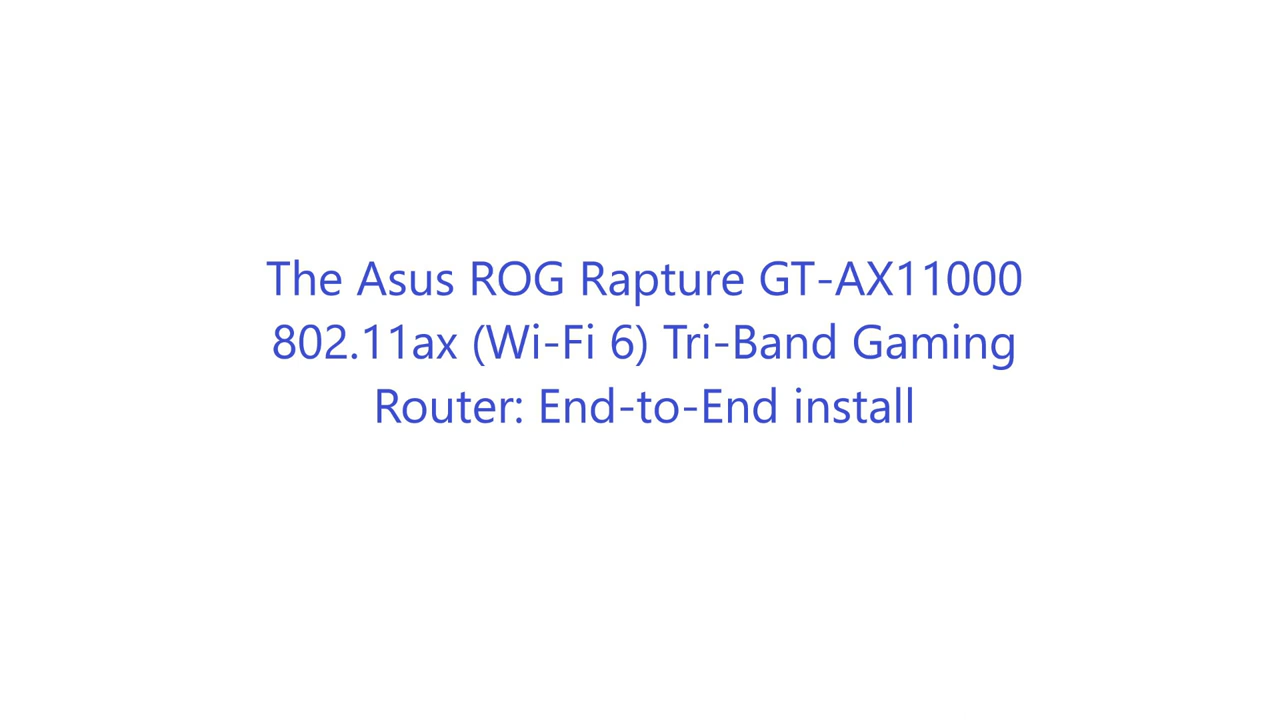 The Asus ROG Rapture GT-AX11000
802.11ax (Wi-Fi 6) Tri-Band Gaming
Router: End-to-End install